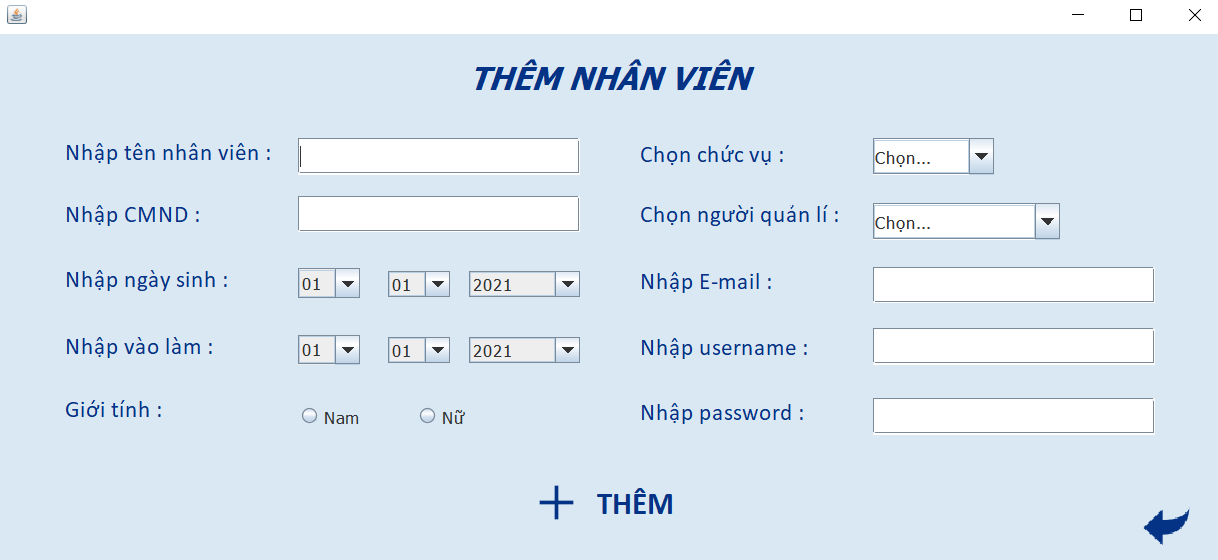 THÊM NHÂN VIÊN
Nhập tên nhân viên :
Nhập CMND :
Nhập ngày sinh :
01 01 2021
Nhập vào làm :
01 01 2021
Giới tính :
Nam Nữ
Chọn chức vụ :
Chọn...
Chọn người quản lí :
Chọn...
Nhập E-mail :
Nhập username :
Nhập password :
THÊM